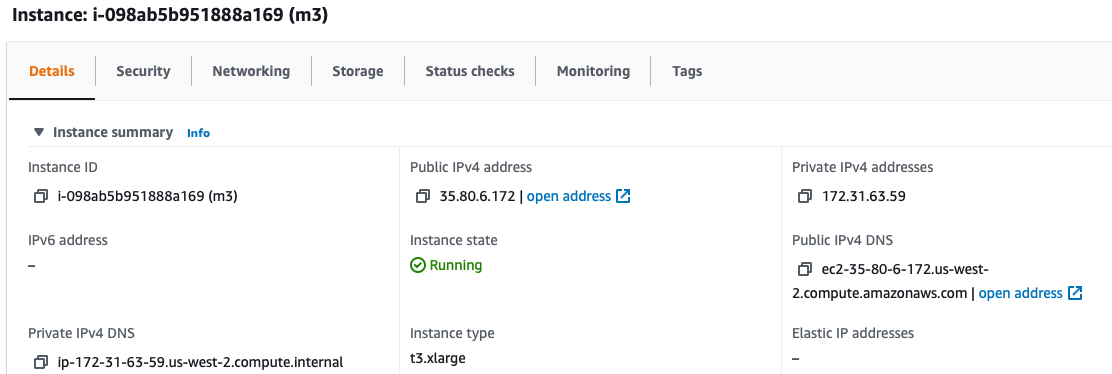 Instance: i-098ab5b951888a169 (m3)
Details Security Networking Storage Status checks Monitoring Tags
Instance summary Info
Instance ID
i-098ab5b951888a169 (m3)
Public IPv4 address
35.80.6.172 | open address
Private IPv4 addresses
172.31.63.59
IPv6 address
–
Instance state
Running
Public IPv4 DNS
ec2-35-80-6-172.us-west-
2.compute.amazonaws.com | open address
Private IPv4 DNS
ip-172-31-63-59.us-west-2.compute.internal
Instance type
t3.xlarge
Elastic IP addresses
–